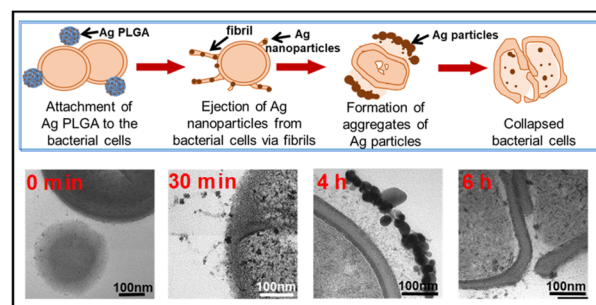 Ag PLGA
fibril
Ag
nanoparticles
Ag particles
Attachment of
Ag PLGA to the
bacterial cells
Ejection of Ag
nanoparticles from
bacterial cells via fibrils
Formation of
aggregates of
Ag particles
Collapsed
bacterial cells
0 min
30 min
4 h
6 h
100nm
100nm
100nm
100nm